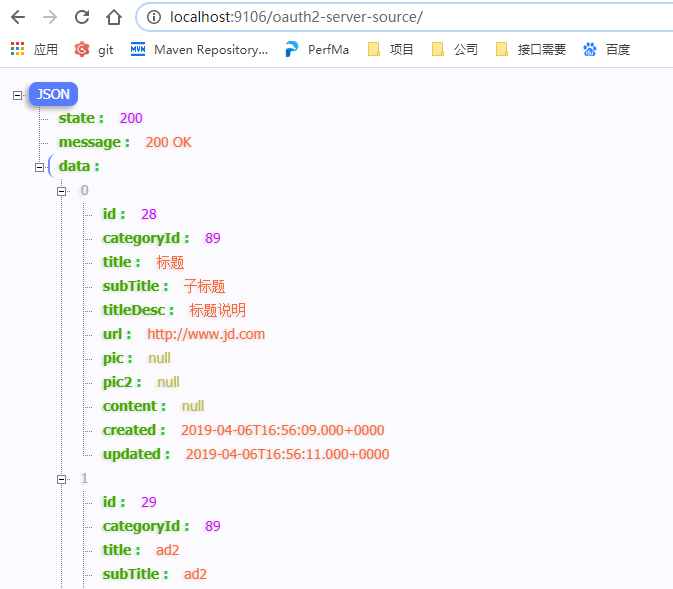 localhost:9106/oauth2-server-source/
应用 git Maven Repository... PerfMa 项目 公司 接口需要 百度
JSON
state : 200
message : 200 OK
data :
0
id : 28
categoryId : 89
title : 标题
subTitle : 子标题
titleDesc : 标题说明
url : http://www.jd.com
pic : null
pic2 : null
content : null
created : 2019-04-06T16:56:09.000+0000
updated : 2019-04-06T16:56:11.000+0000
1
id : 29
categoryId : 89
title : ad2
subTitle : ad2